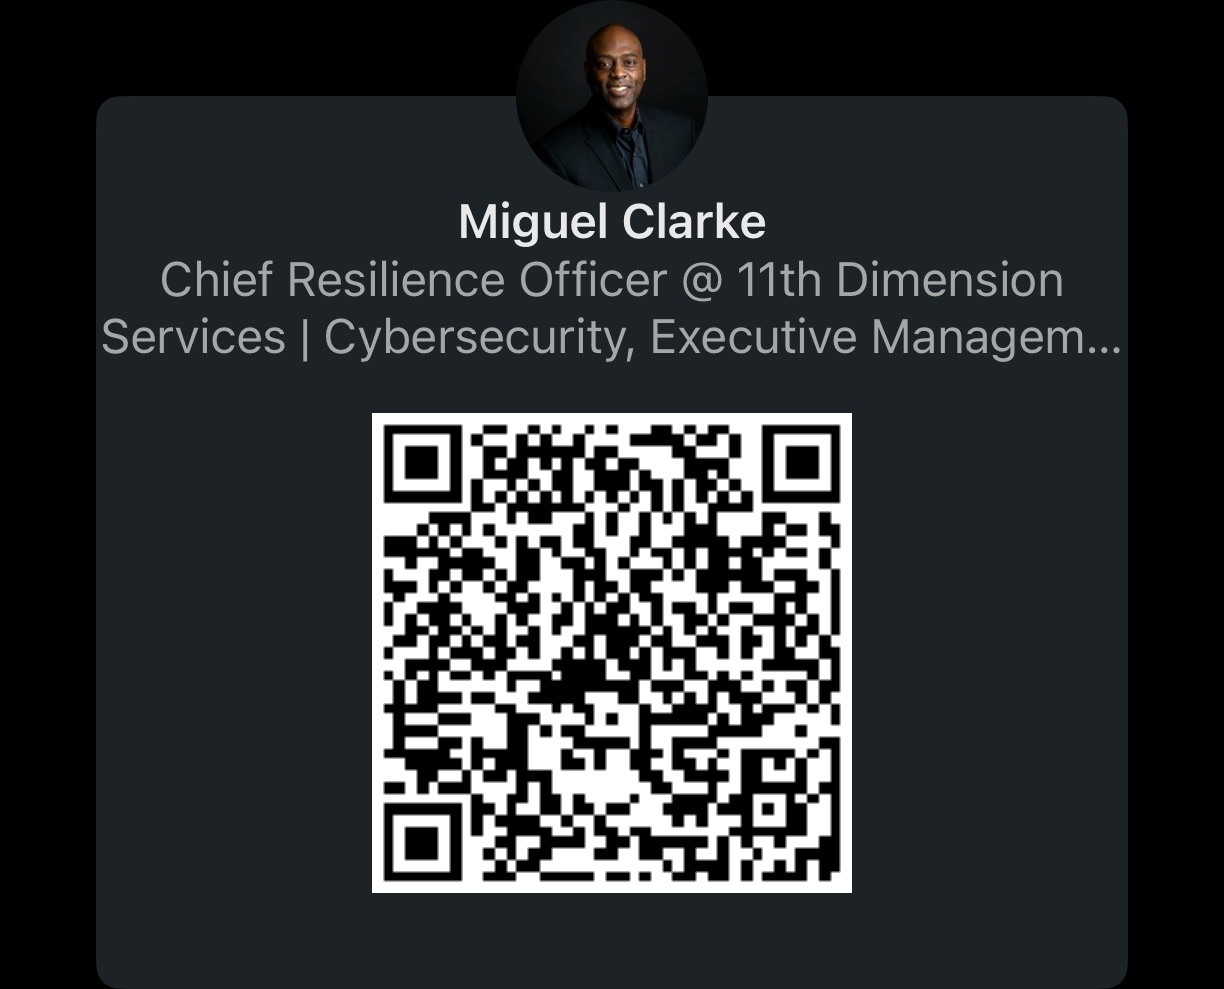 Miguel Clarke
Chief Resilience Officer @ 11th Dimension
Services | Cybersecurity, Executive Managem...